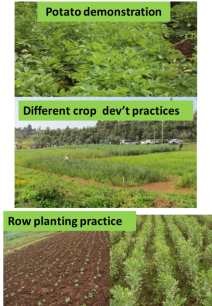 Potato demonstration
Different crop dev't practices
Row planting practice